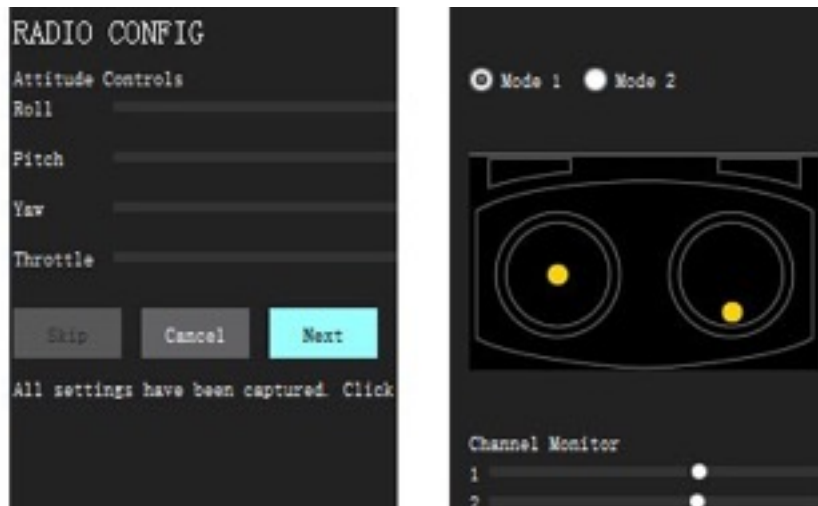 RADIO CONFIG
Attitude Controls
Roll
Pitch
Yaw
Throttle
Skip
Cancel
Next
All settings have been captured. Click
Mode 1
Mode 2
Channel Monitor
1
2